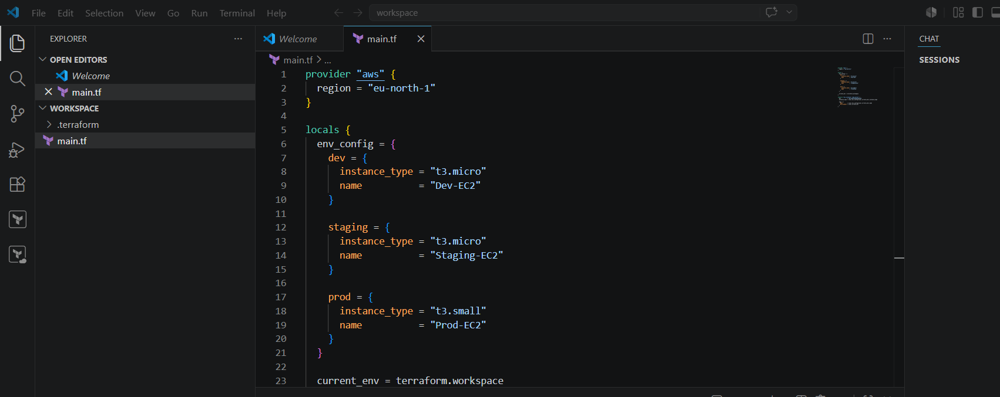 File Edit Selection View Go Run Terminal Help
workspace
EXPLORER
OPEN EDITORS
Welcome
main.tf
WORKSPACE
.terraform
main.tf
Welcome
main.tf
main.tf > ...
1 provider "aws" {
2 region = "eu-north-1"
3 }
4
5 locals {
6 env_config = {
7 dev = {
8 instance_type = "t3.micro"
9 name = "Dev-EC2"
10 }
11
12 staging = {
13 instance_type = "t3.micro"
14 name = "Staging-EC2"
15 }
16
17 prod = {
18 instance_type = "t3.small"
19 name = "Prod-EC2"
20 }
21 }
22
23 current_env = terraform.workspace
CHAT
SESSIONS